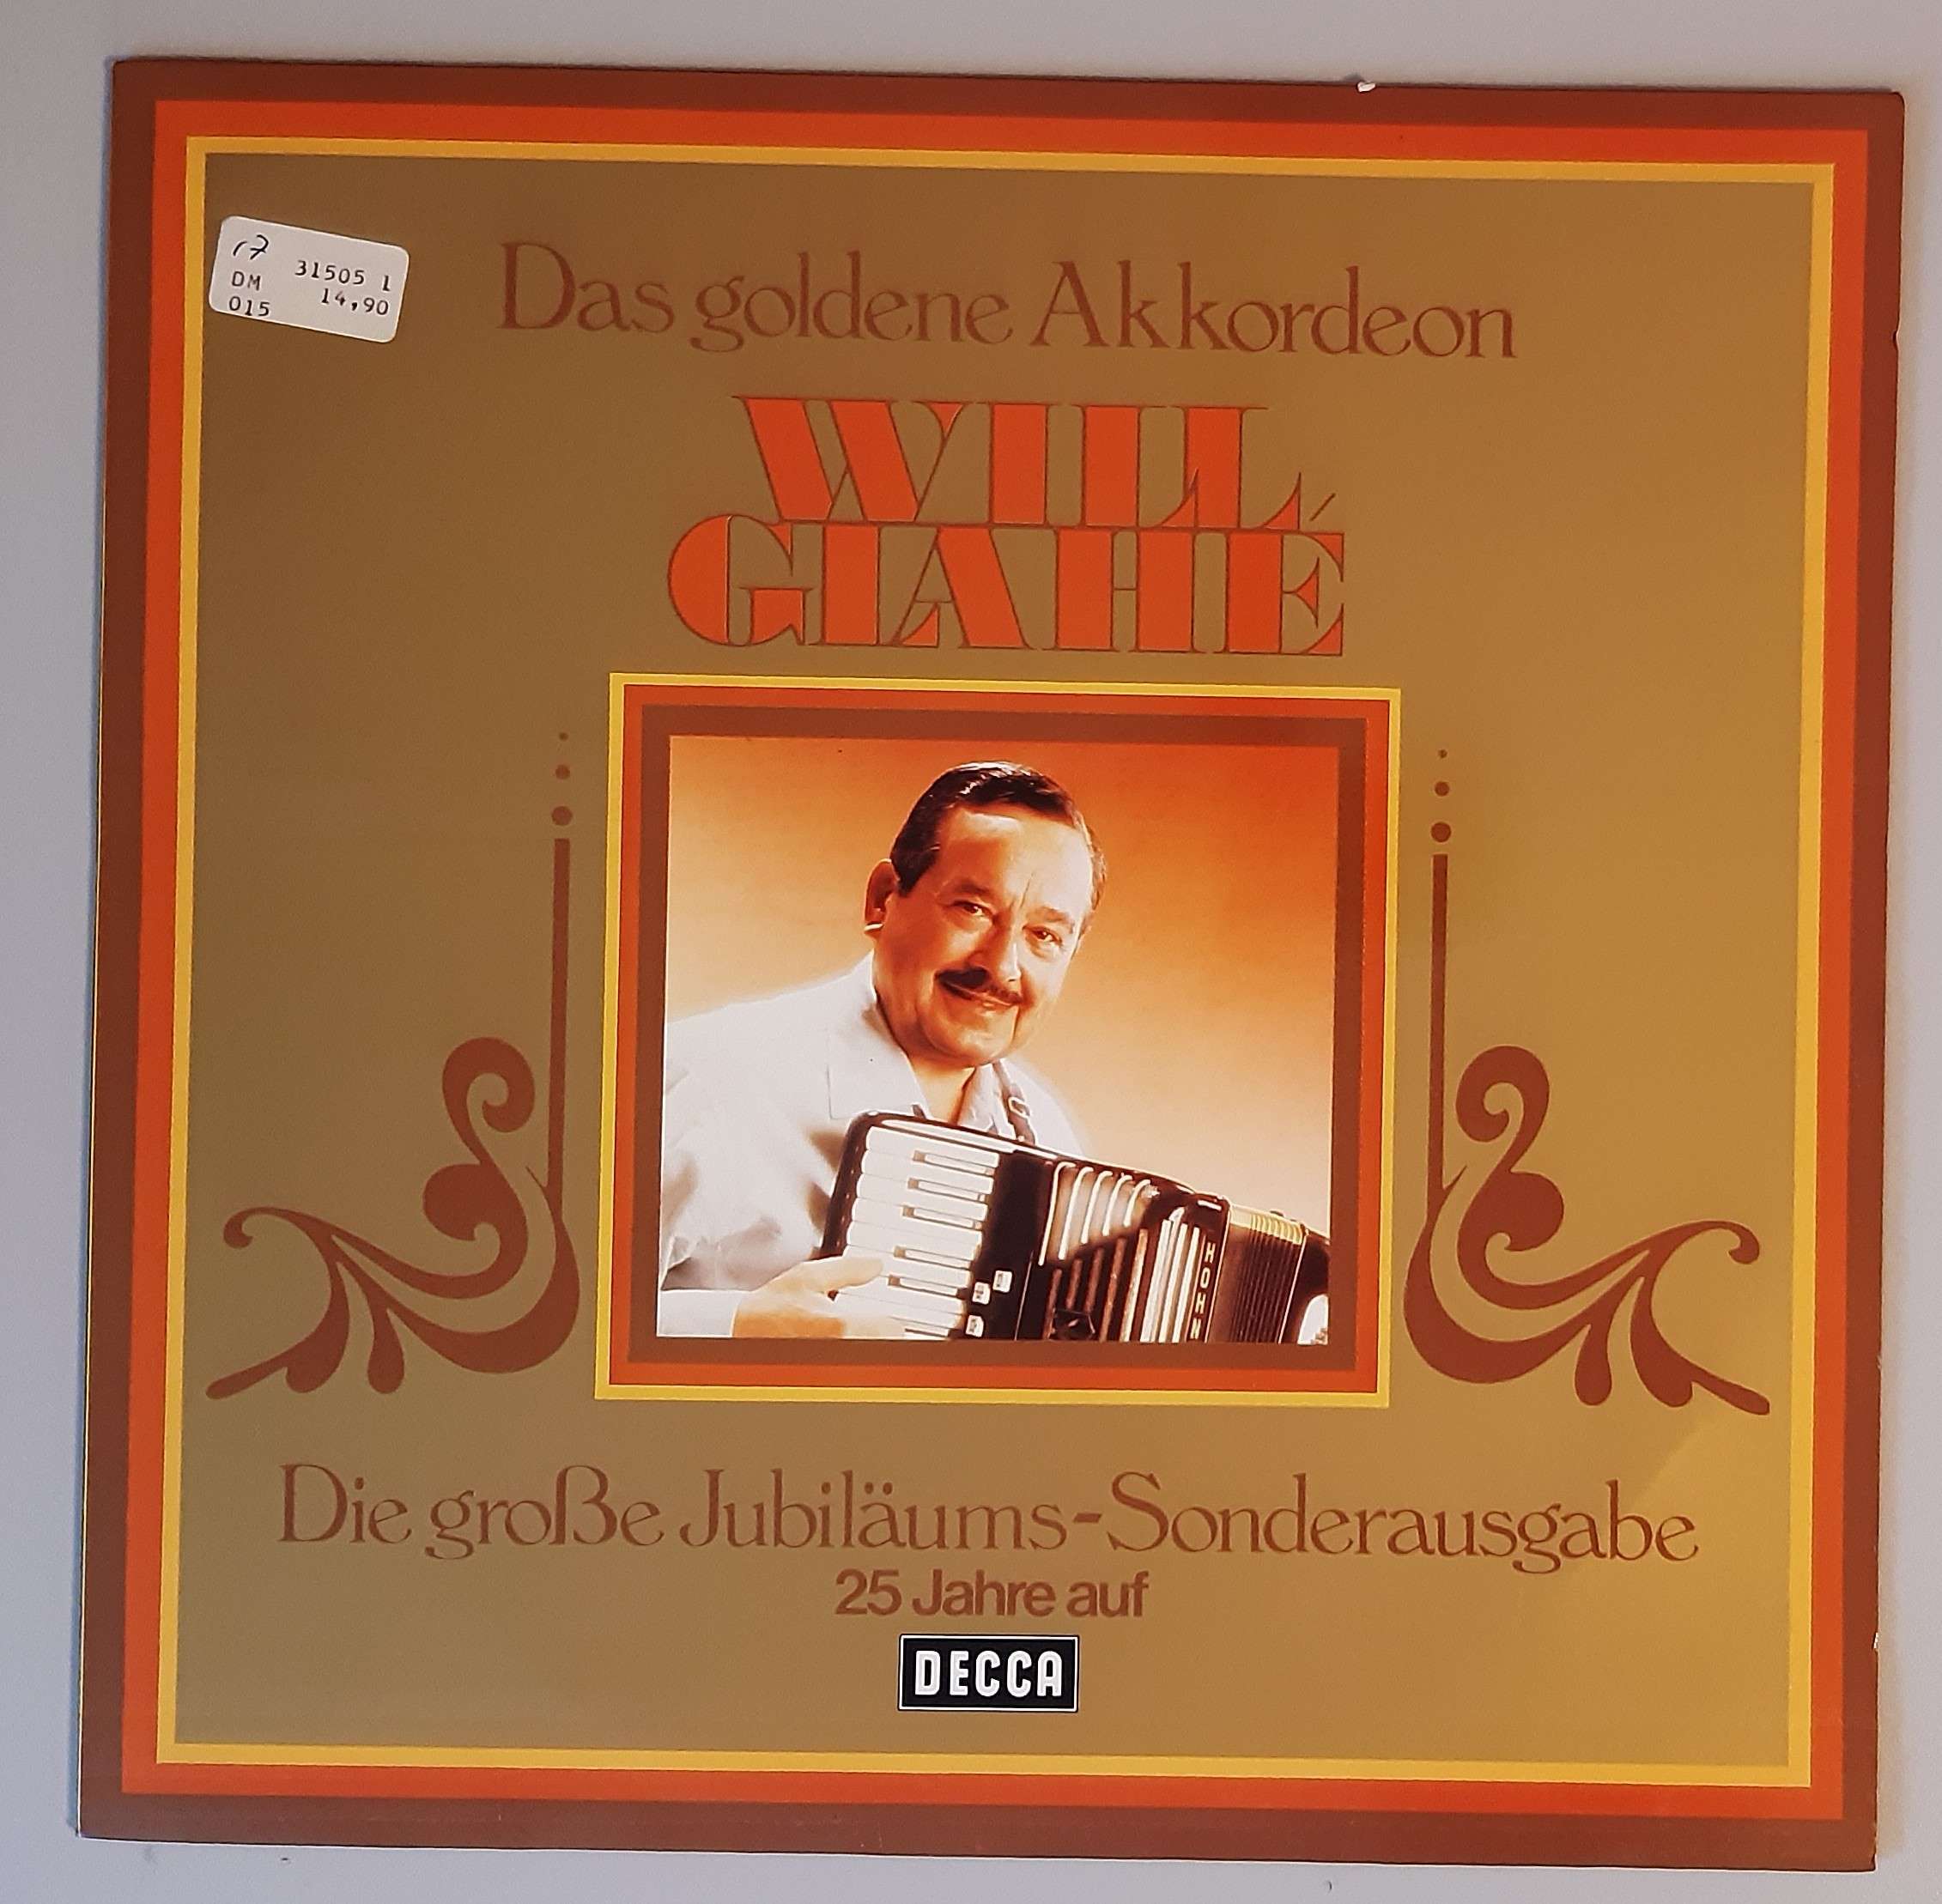 17
31505 1
DM 14,90
015
Das goldene Akkordeon
WILL
GLAHÉ
HOHN
Die große Jubiläums-Sonderausgabe
25 Jahre auf
DECCA